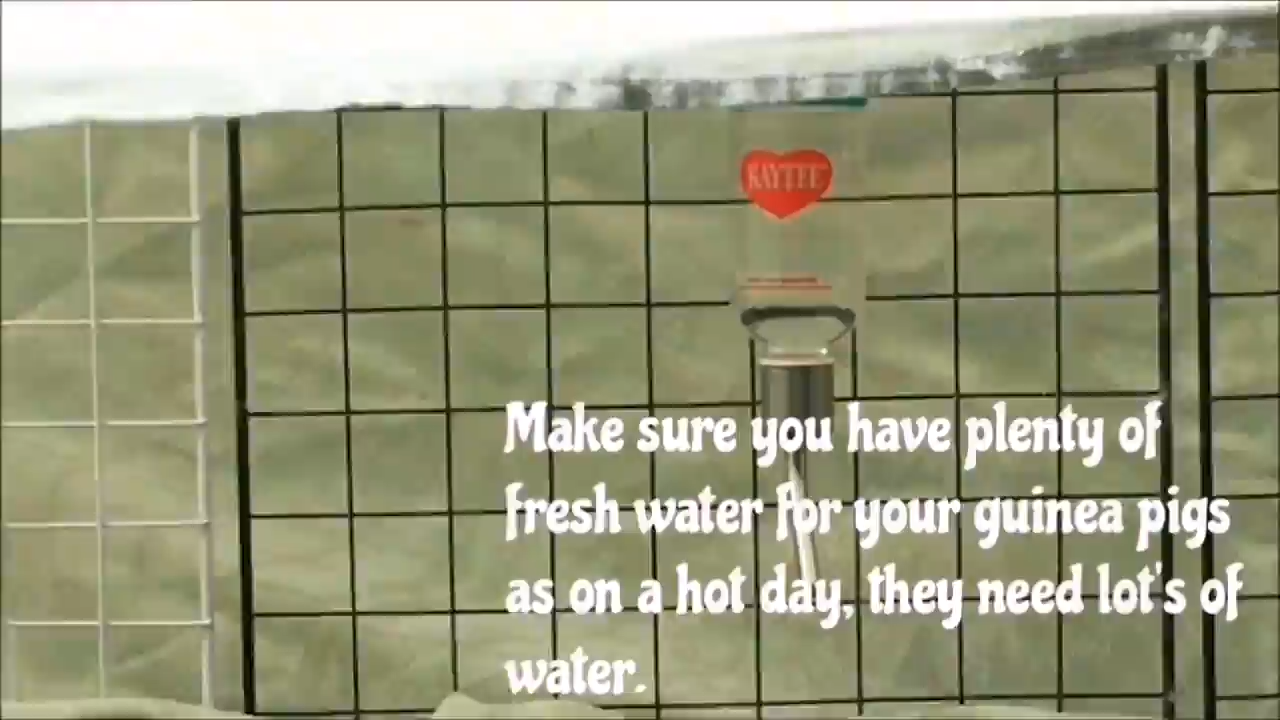 KAYTEE
Make sure you have plenty of
fresh water for your guinea pigs
as on a hot day, they need lot's of
water.